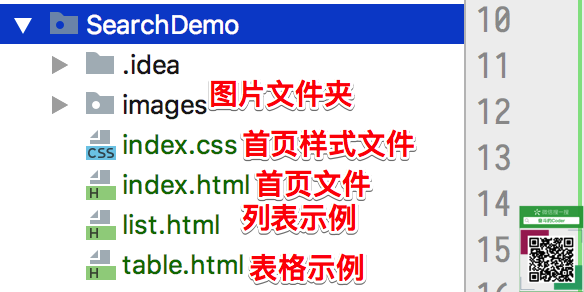 SearchDemo
.idea
images 图片文件夹
CSS index.css 首页样式文件
H index.html 首页文件
H list.html 列表示例
H table.html 表格示例
10
11
12
13
14
15
16